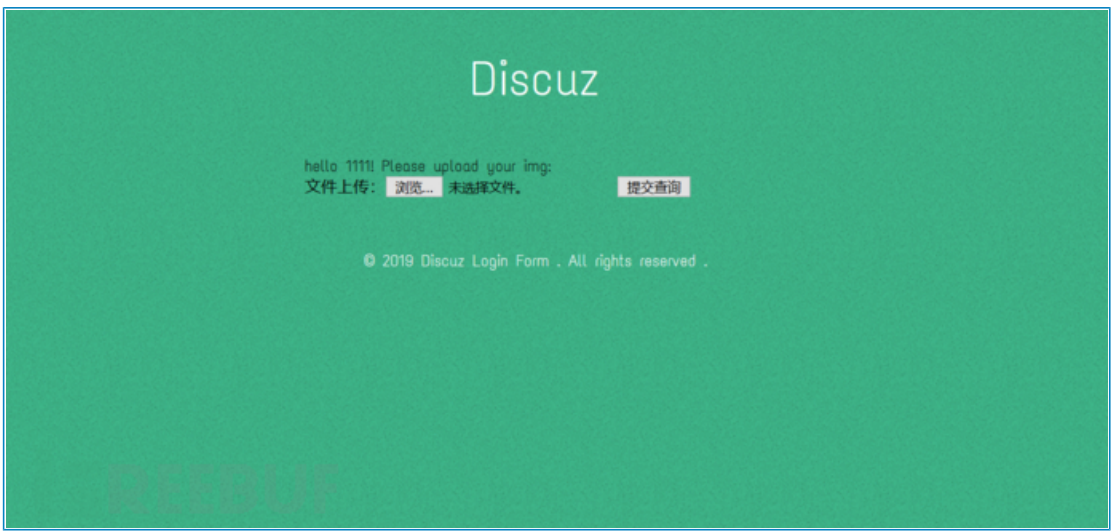 Discuz
hello 1111! Please upload your img:
文件上传： 浏览... 未选择文件。 提交查询
© 2019 Discuz Login Form . All rights reserved .
REEBUF